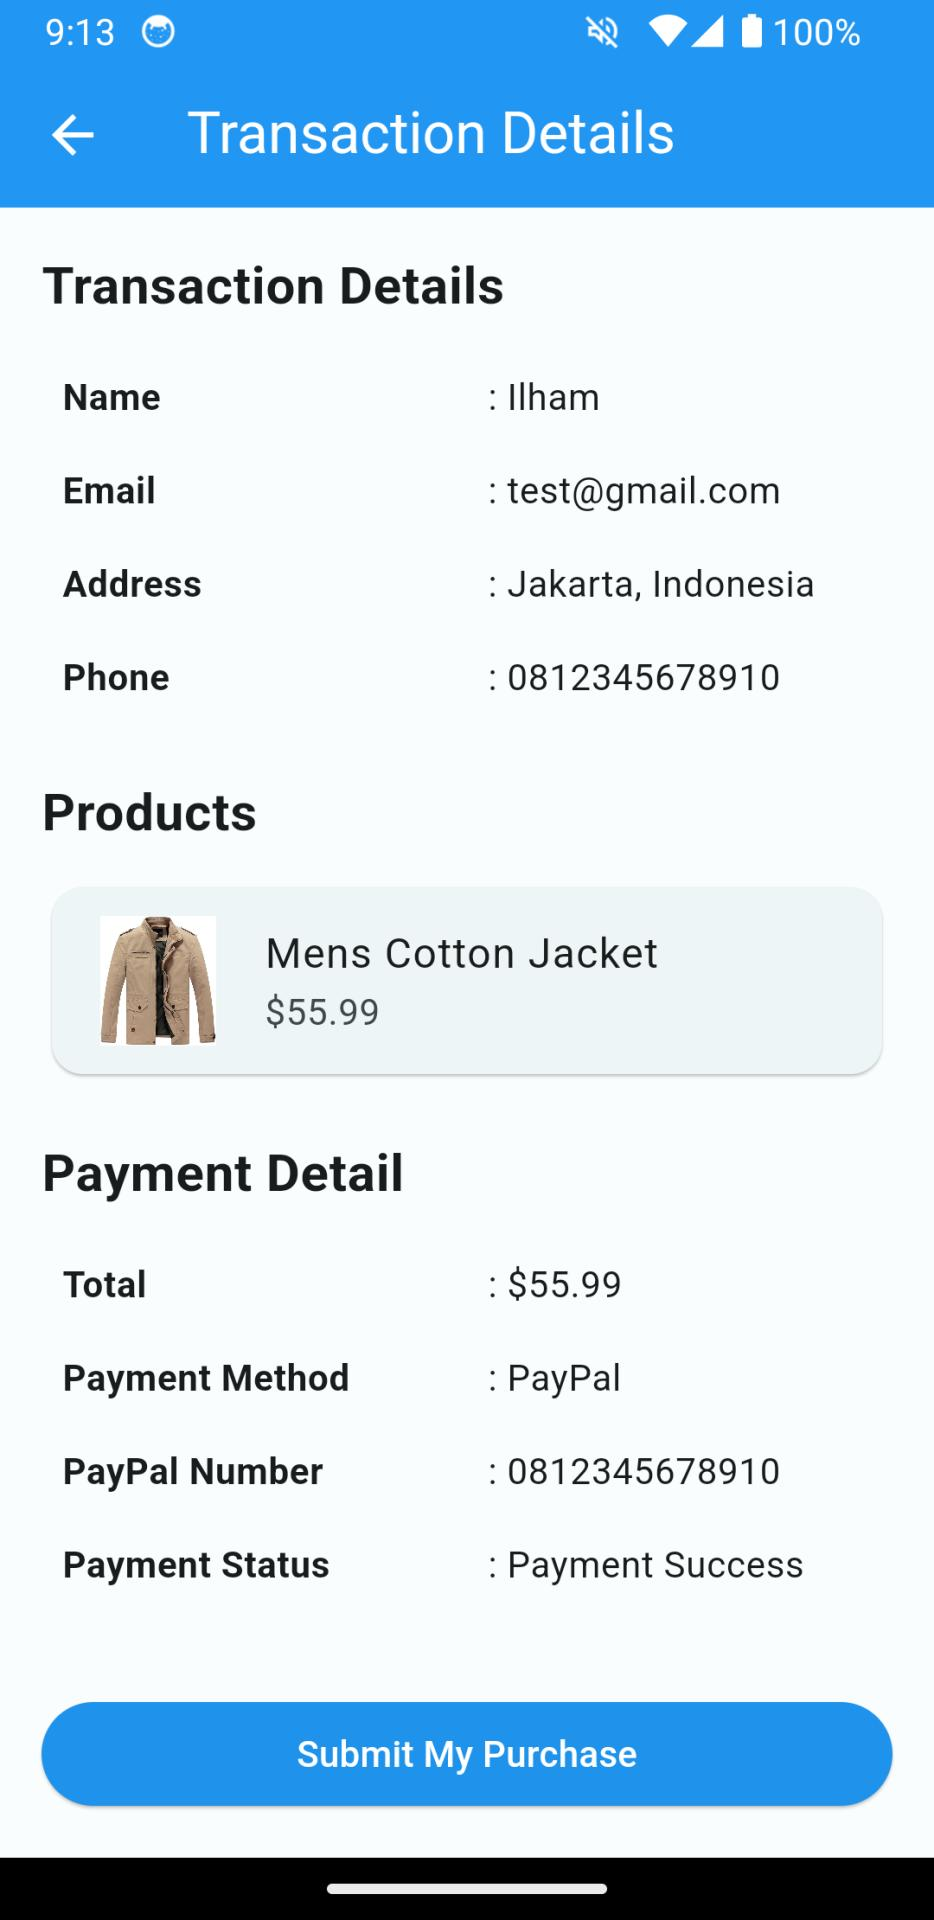 9:13
100%
Transaction Details
Transaction Details
Name : Ilham
Email : test@gmail.com
Address : Jakarta, Indonesia
Phone : 0812345678910
Products
Mens Cotton Jacket
$55.99
Payment Detail
Total : $55.99
Payment Method : PayPal
PayPal Number : 0812345678910
Payment Status : Payment Success
Submit My Purchase